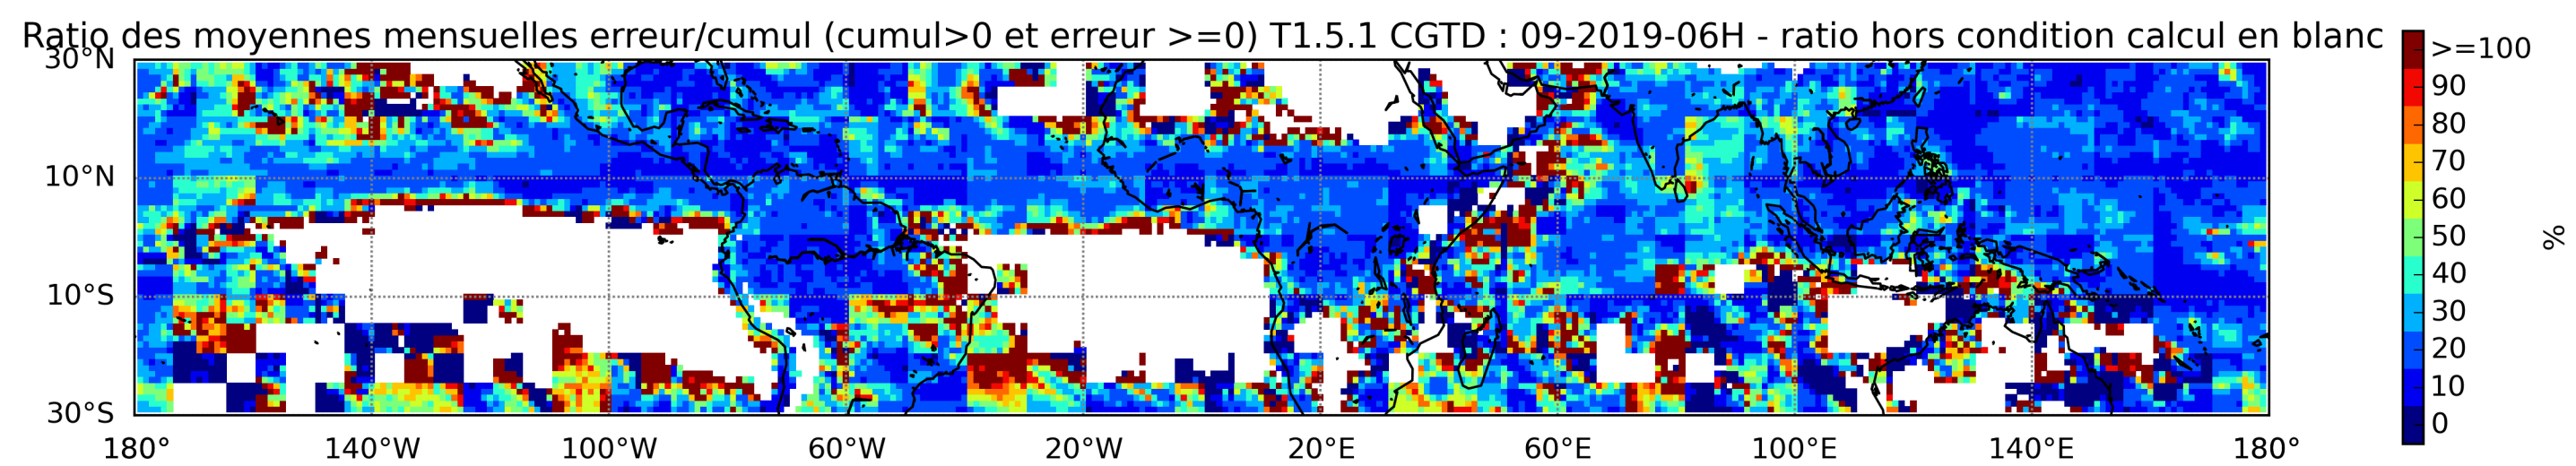 Ratio des moyennes mensuelles erreur/cumul (cumul>0 et erreur >=0) T1.5.1 CGTD : 09-2019-06H - ratio hors condition calcul en blanc
30°N
10°N
10°S
30°S
180° 140°W 100°W 60°W 20°W 20°E 60°E 100°E 140°E 180°
>=100
90
80
70
60
50
40
30
20
10
0
%